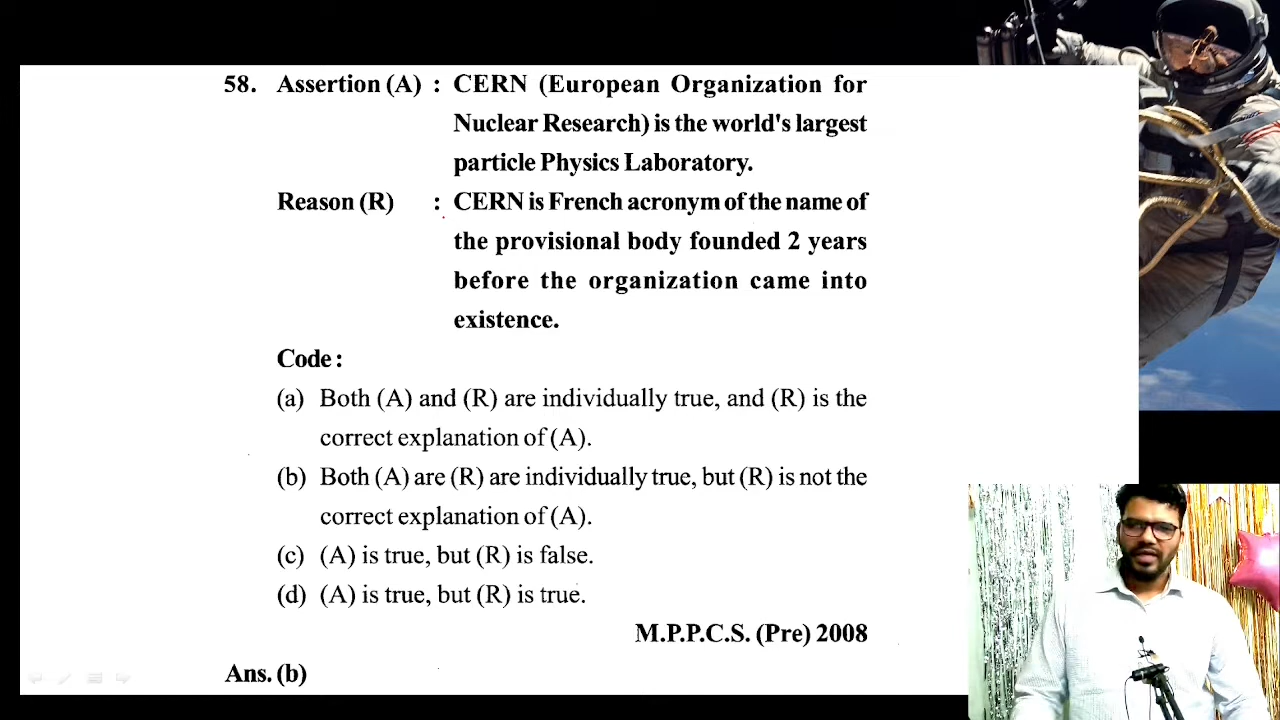 58. Assertion (A) : CERN (European Organization for
Nuclear Research) is the world's largest
particle Physics Laboratory.
Reason (R) : CERN is French acronym of the name of
the provisional body founded 2 years
before the organization came into
existence.
Code :
(a) Both (A) and (R) are individually true, and (R) is the
correct explanation of (A).
(b) Both (A) are (R) are individually true, but (R) is not the
correct explanation of (A).
(c) (A) is true, but (R) is false.
(d) (A) is true, but (R) is true.
M.P.P.C.S. (Pre) 2008
Ans. (b)